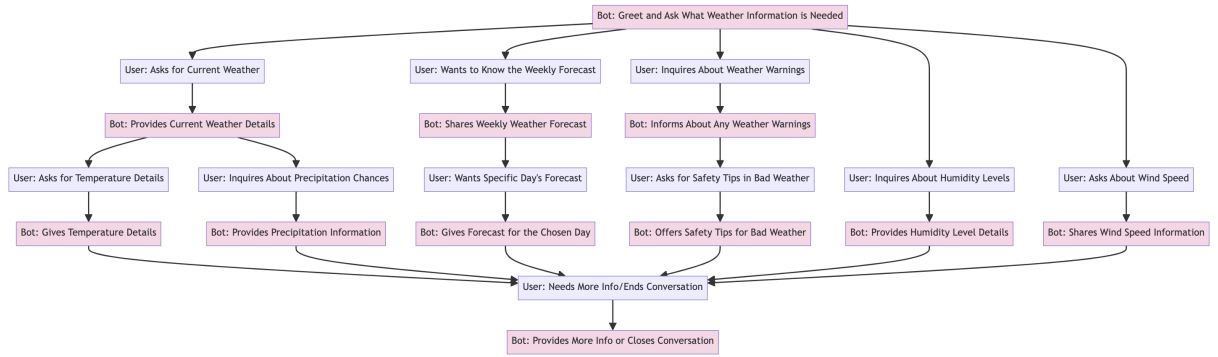 Bot: Greet and Ask What Weather Information is Needed
User: Asks for Current Weather
User: Wants to Know the Weekly Forecast
User: Inquires About Weather Warnings
Bot: Provides Current Weather Details
Bot: Shares Weekly Weather Forecast
Bot: Informs About Any Weather Warnings
User: Asks for Temperature Details
User: Inquires About Precipitation Chances
User: Wants Specific Day's Forecast
User: Asks for Safety Tips in Bad Weather
User: Inquires About Humidity Levels
User: Asks About Wind Speed
Bot: Gives Temperature Details
Bot: Provides Precipitation Information
Bot: Gives Forecast for the Chosen Day
Bot: Offers Safety Tips for Bad Weather
Bot: Provides Humidity Level Details
Bot: Shares Wind Speed Information
User: Needs More Info/Ends Conversation
Bot: Provides More Info or Closes Conversation